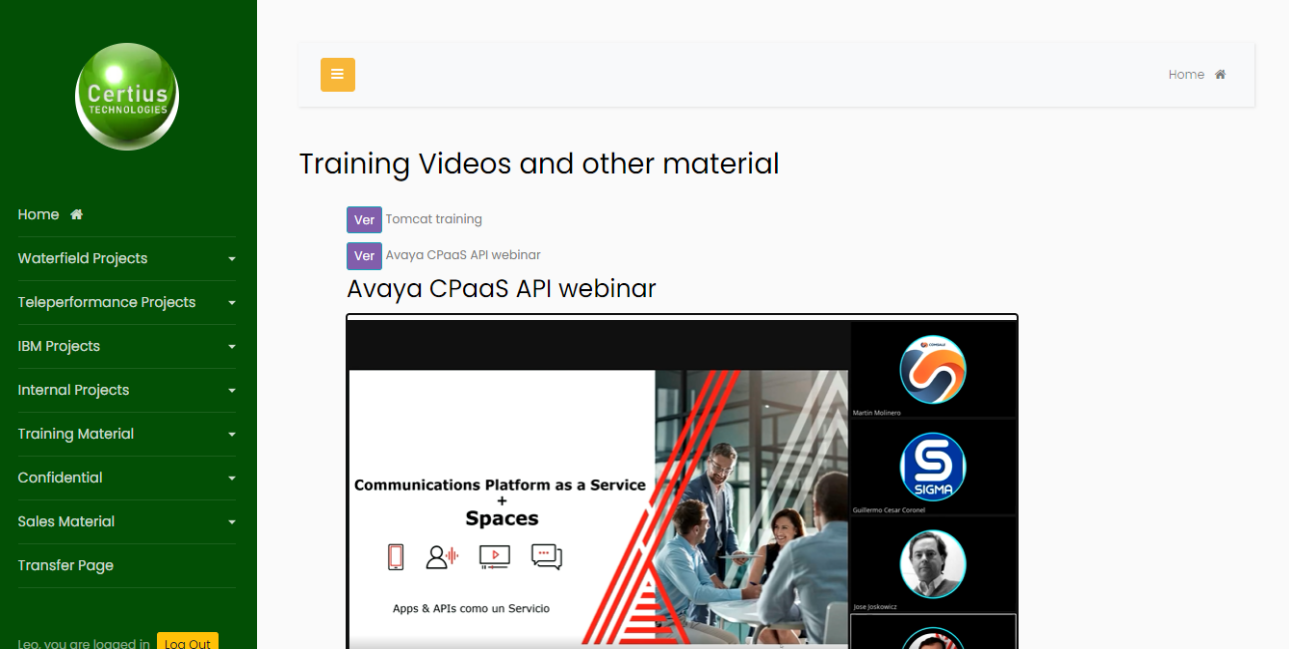 Certius
TECHNOLOGIES
Home
Waterfield Projects
Teleperformance Projects
IBM Projects
Internal Projects
Training Material
Confidential
Sales Material
Transfer Page
Leo, you are logged in Log Out
Home
Training Videos and other material
Ver Tomcat training
Ver Avaya CPaaS API webinar
Avaya CPaaS API webinar
Communications Platform as a Service
+
Spaces
Apps & APIs como un Servicio
Martin Molinero
SIGMA
Guillermo Cesar Coronel
Jose Joskowicz